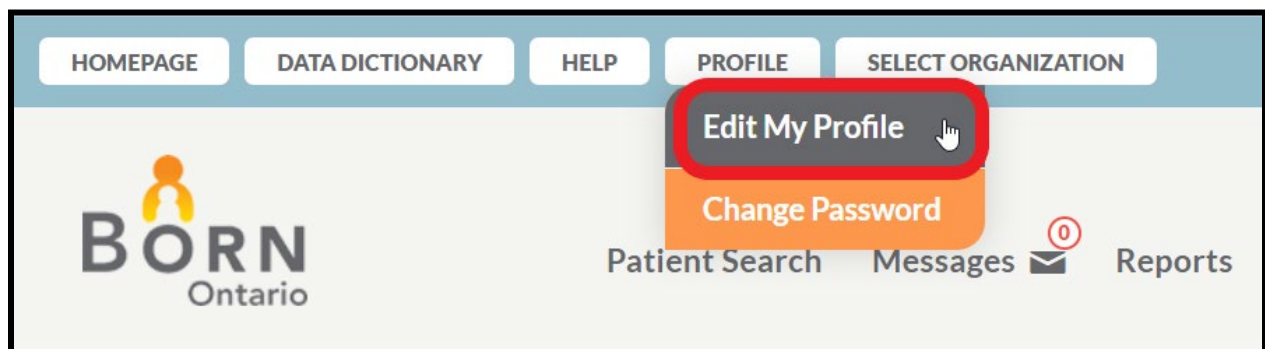 HOMEPAGE DATA DICTIONARY HELP PROFILE SELECT ORGANIZATION
Edit My Profile
Change Password
BORN
Ontario
Patient Search Messages 0 Reports